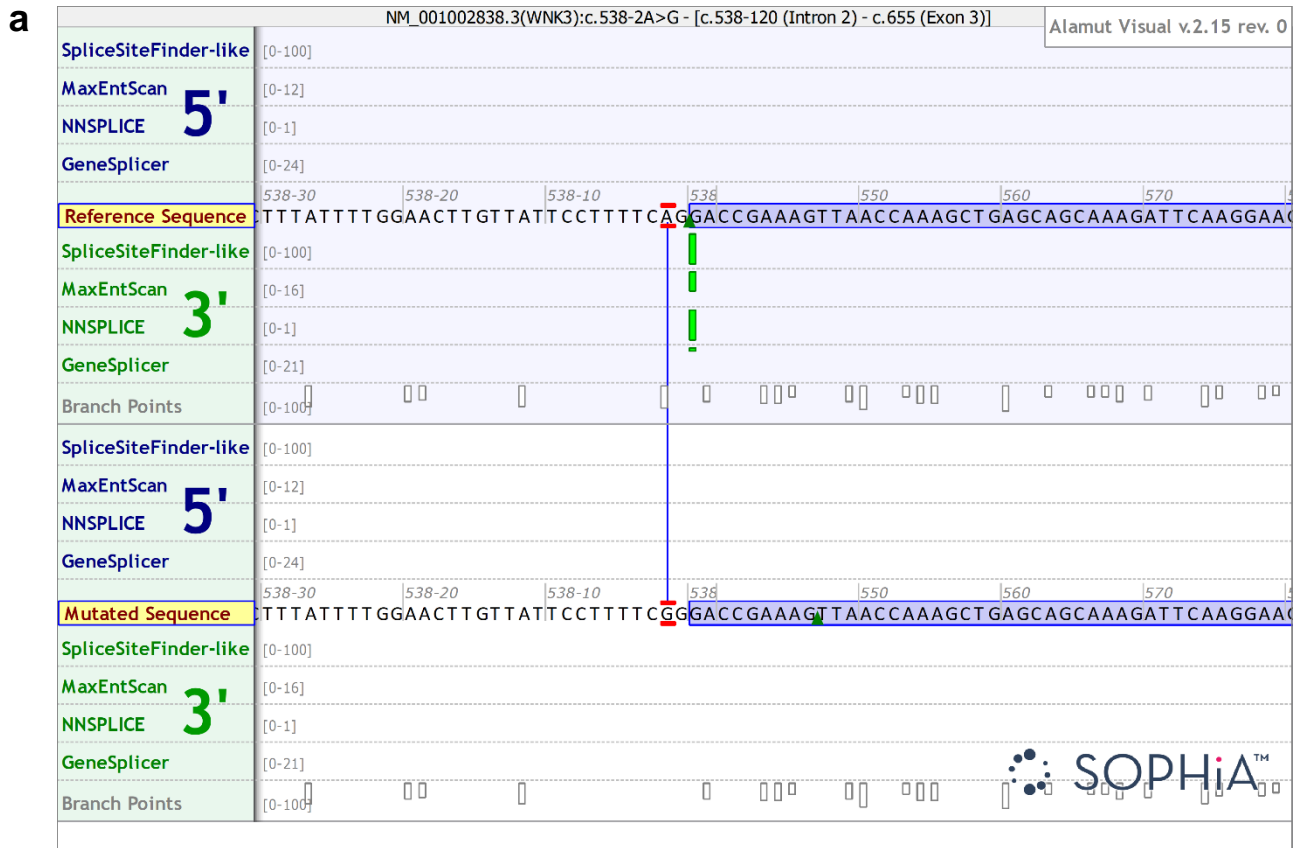 a
NM_001002838.3(WNK3):c.538-2A>G - [c.538-120 (Intron 2) - c.655 (Exon 3)]
Alamut Visual v.2.15 rev. 0
SpliceSiteFinder-like [0-100]
MaxEntScan [0-12]
5'
NNSPLICE [0-1]
GeneSplicer [0-24]
538-30 538-20 538-10 538 550 560 570
Reference Sequence TTTATTTTGGAACTTGTTATTCCTTTTCAGGACCGAAAGTTAACCAAAGCTGAGCAGCAAAGATTCAAGGAA
SpliceSiteFinder-like [0-100]
MaxEntScan [0-16]
3'
NNSPLICE [0-1]
GeneSplicer [0-21]
Branch Points [0-100]
SpliceSiteFinder-like [0-100]
MaxEntScan [0-12]
5'
NNSPLICE [0-1]
GeneSplicer [0-24]
538-30 538-20 538-10 538 550 560 570
Mutated Sequence TTTATTTTGGAACTTGTTATTCCTTTTCGGGACCGAAAGTTAACCAAAGCTGAGCAGCAAAGATTCAAGGAA
SpliceSiteFinder-like [0-100]
MaxEntScan [0-16]
3'
NNSPLICE [0-1]
GeneSplicer [0-21]
SOPHiA™
Branch Points [0-100]